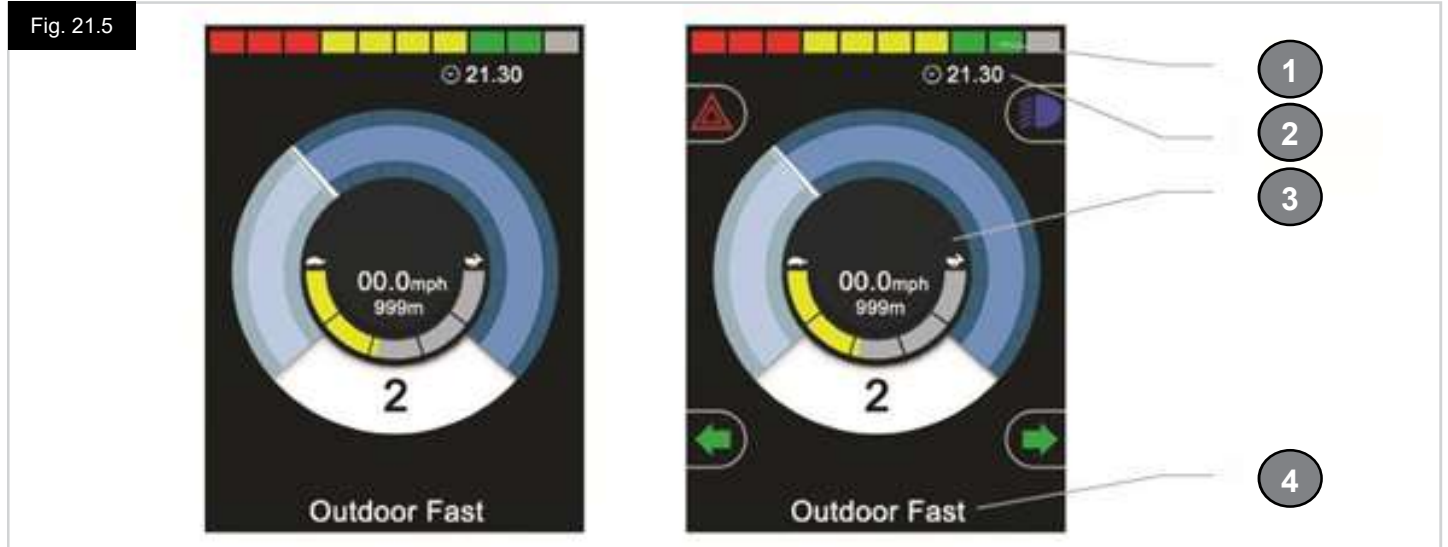 Fig. 21.5
21.30
00.0mph
999m
2
Outdoor Fast
21.30
00.0mph
999m
2
Outdoor Fast
1
2
3
4